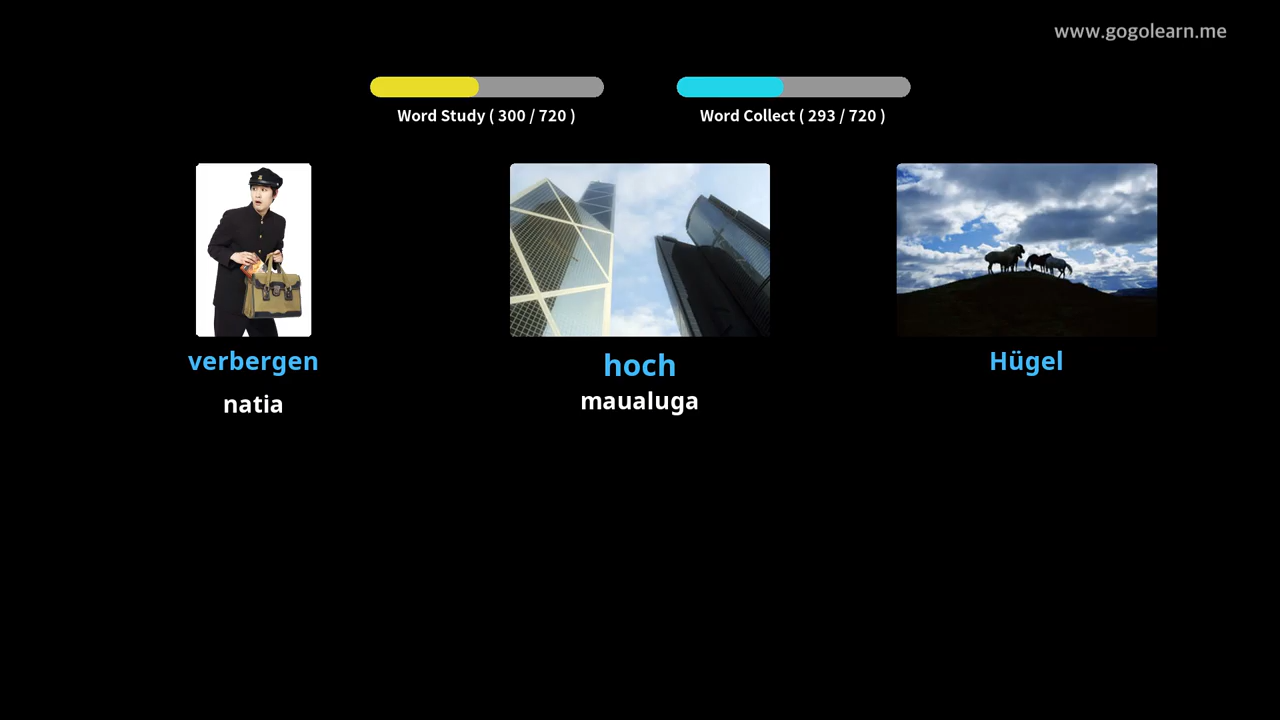 www.gogolearn.me
Word Study ( 300 / 720 )
Word Collect ( 293 / 720 )
verbergen
natia
hoch
maualuga
Hügel